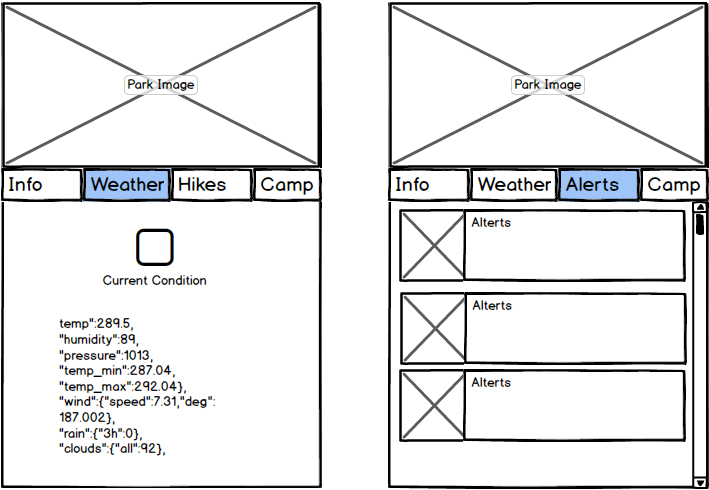 Park Image
Info Weather Hikes Camp
Current Condition
temp":289.5,
"humidity":89,
"pressure":1013,
"temp_min":287.04,
"temp_max":292.04},
"wind":{"speed":7.31,"deg":
187.002},
"rain":{"3h":0},
"clouds":{"all":92},
Park Image
Info Weather Alerts Camp
Alterts
Alterts
Alterts